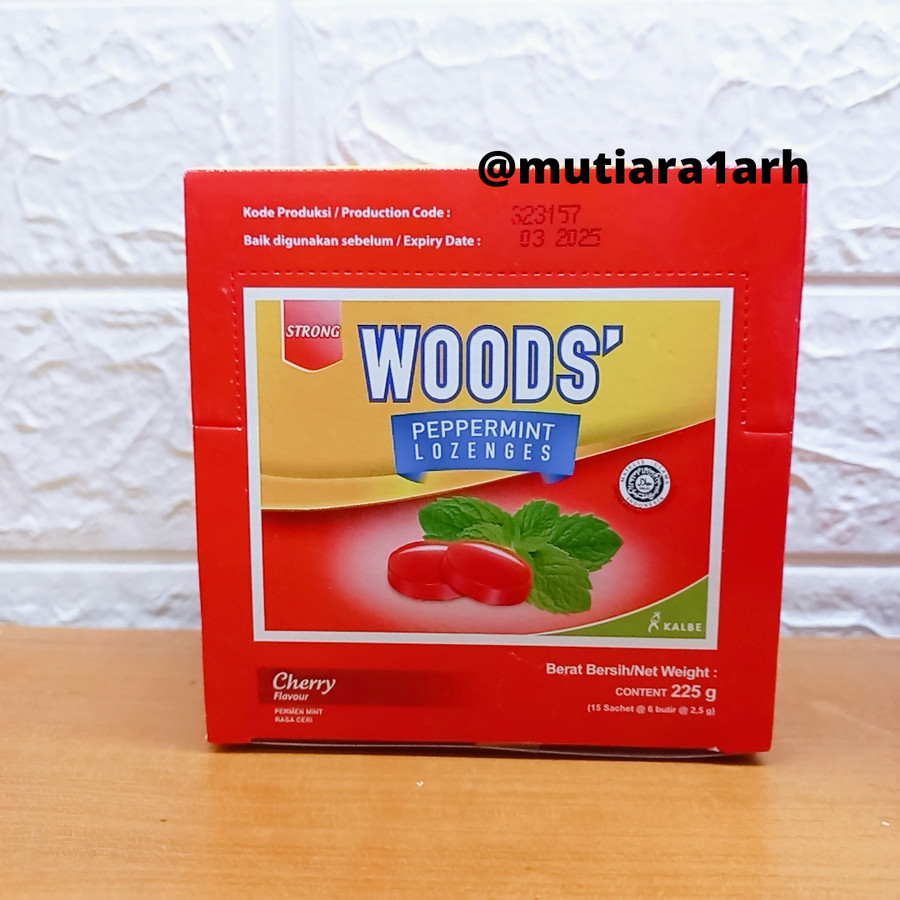 @mutiara1arh
Kode Produksi / Production Code : 323157
Baik digunakan sebelum / Expiry Date : 03 2025
STRONG
WOODS’
PEPPERMINT
LOZENGES
KALBE
Cherry
Flavour
PERMEN MINT
RASA CERI
Berat Bersih/Net Weight :
CONTENT 225 g
(15 Sachet @ 6 butir @ 2,5 g)